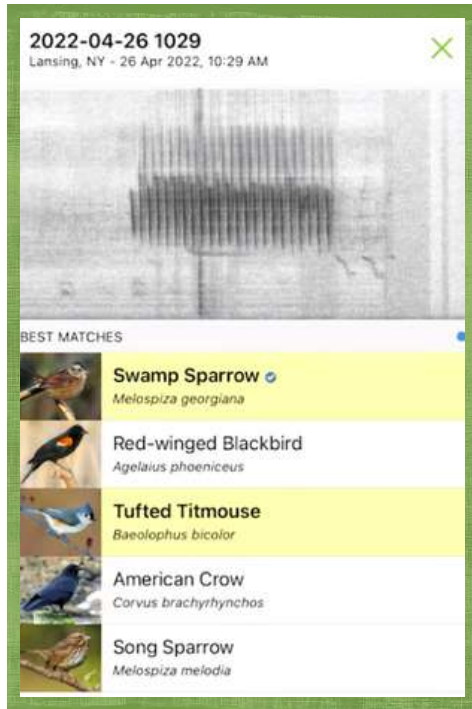 2022-04-26 1029
Lansing, NY - 26 Apr 2022, 10:29 AM
BEST MATCHES
Swamp Sparrow
Melospiza georgiana
Red-winged Blackbird
Agelaius phoeniceus
Tufted Titmouse
Baeolophus bicolor
American Crow
Corvus brachyrhynchos
Song Sparrow
Melospiza melodia